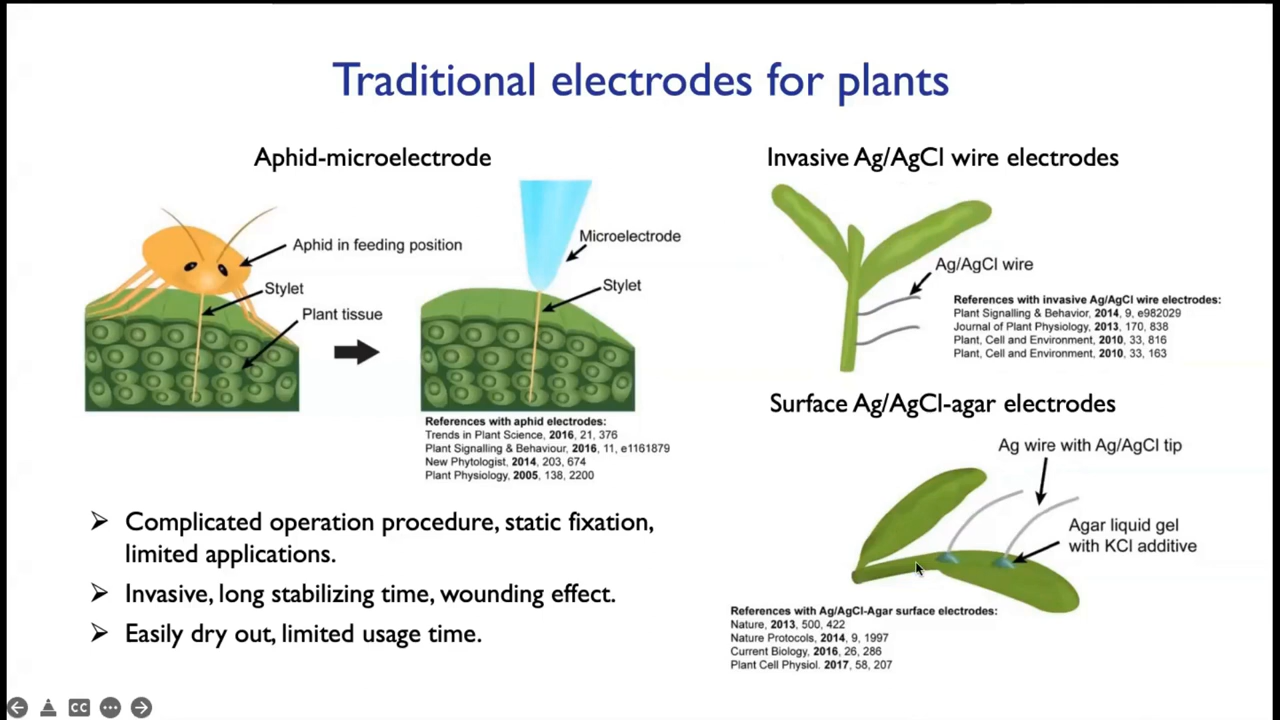 Traditional electrodes for plants
Aphid-microelectrode
Aphid in feeding position
Stylet
Plant tissue
Microelectrode
Stylet
References with aphid electrodes:
Trends in Plant Science, 2016, 21, 376
Plant Signalling & Behaviour, 2016, 11, e1161879
New Phytologist, 2014, 203, 674
Plant Physiology, 2005, 138, 2200
Invasive Ag/AgCl wire electrodes
Ag/AgCl wire
References with invasive Ag/AgCl wire electrodes:
Plant Signalling & Behavior, 2014, 9, e982029
Journal of Plant Physiology, 2013, 170, 838
Plant, Cell and Environment, 2010, 33, 816
Plant, Cell and Environment, 2010, 33, 163
Surface Ag/AgCl-agar electrodes
Ag wire with Ag/AgCl tip
Agar liquid gel
with KCl additive
References with Ag/AgCl-Agar surface electrodes:
Nature, 2013, 500, 422
Nature Protocols, 2014, 9, 1997
Current Biology, 2016, 26, 286
Plant Cell Physiol. 2017, 58, 207
➢ Complicated operation procedure, static fixation,
limited applications.
➢ Invasive, long stabilizing time, wounding effect.
➢ Easily dry out, limited usage time.
CC